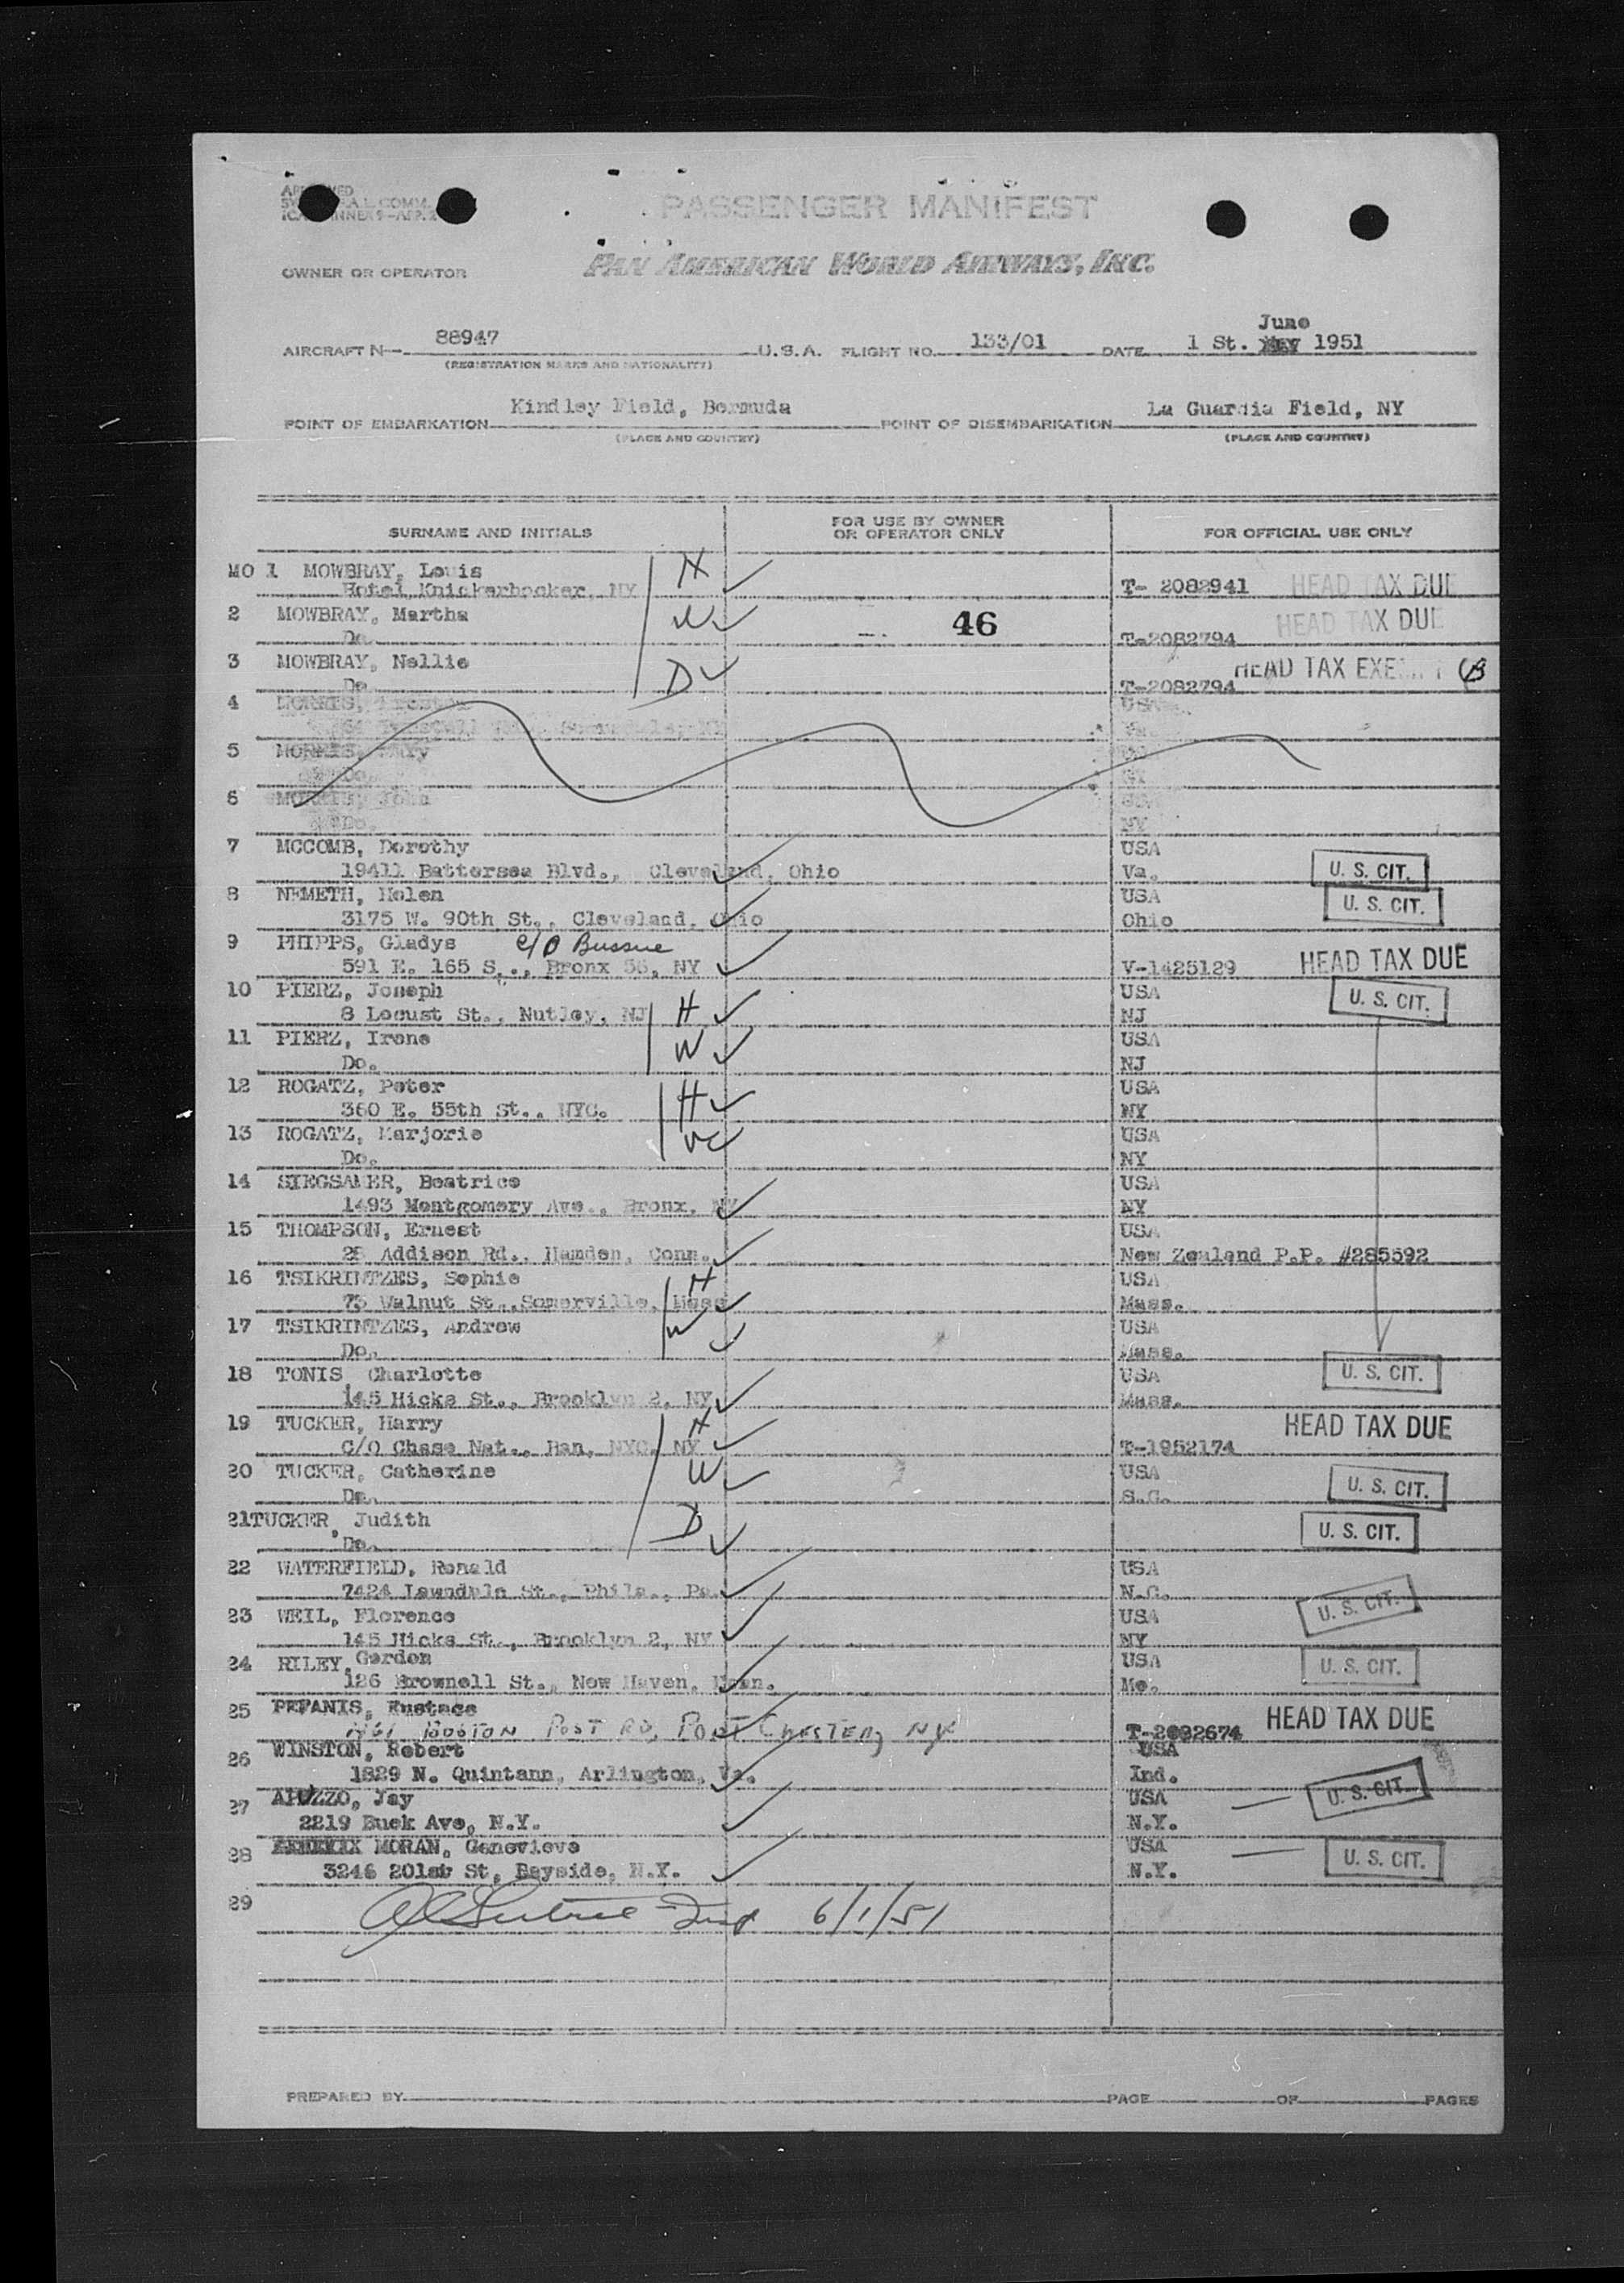 PASSENGER MANIFEST
OWNER OR OPERATOR PAN AMERICAN WORLD AIRWAYS, INC.
AIRCRAFT N— 88947 U.S.A. FLIGHT NO. 133/01 DATE 1 St. June 1951
(REGISTRATION MARKS AND NATIONALITY)
POINT OF EMBARKATION Kindley Field, Bermuda POINT OF DISEMBARKATION La Guardia Field, NY
(PLACE AND COUNTRY) (PLACE AND COUNTRY)
SURNAME AND INITIALS FOR USE BY OWNER OR OPERATOR ONLY FOR OFFICIAL USE ONLY
MO 1 MOWBRAY, Louis H
Hotel Knickerbocker, NY T- 2082941 HEAD TAX DUE
2 MOWBRAY, Martha W 46 HEAD TAX DUE
Do. T-2082794
3 MOWBRAY, Nellie D HEAD TAX EXEMPT
Do T-2082794
4 MORRIS,
5 MORRIS, Mary
Do.
6 MORRIS, John
Do. NY
7 MCCOMB, Dorothy USA
19411 Battersea Blvd., Cleveland, Ohio Va. U. S. CIT.
8 NEMETH, Helen USA U. S. CIT.
3175 W. 90th St., Cleveland, Ohio Ohio
9 PHIPPS, Gladys c/o Bussue
591 E. 165 S,., Bronx 56, NY V-1425129 HEAD TAX DUE
10 PIERZ, Joseph USA U. S. CIT.
8 Locust St., Nutley, NJ H NJ
11 PIERZ, Irene W USA
Do. NJ
12 ROGATZ, Peter H USA
360 E. 55th St., NYC. NY
13 ROGATZ, Marjorie W USA
Do. NY
14 SIEGSAMER, Beatrice USA
1493 Montgomery Ave., Bronx, NY NY
15 THOMPSON, Ernest USA
25 Addison Rd., Hamden, Conn. New Zealand P.P. #285592
16 TSIKRINTZES, Sophie H USA
73 Walnut St.,Somerville, Mass Mass.
17 TSIKRINTZES, Andrew W USA
Do. Mass.
18 TONIS, Charlotte USA U. S. CIT.
145 Hicks St., Brooklyn 2, NY Mass.
19 TUCKER, Harry H HEAD TAX DUE
C/O Chase Nat., Ban, NYC, NY T-1952174
20 TUCKER, Catherine W USA U. S. CIT.
Do. S.C.
21TUCKER, Judith D U. S. CIT.
Do.
22 WATERFIELD, Ronald USA
7424 Lawndale St., Phila., Pa. N.C. U. S. CIT.
23 WEIL, Florence USA
145 Hicks St., Brooklyn 2, NY NY
24 RILEY, Gordon USA U. S. CIT.
126 Brownell St., New Haven, Conn. Me.
25 PEPANIS, Eustace HEAD TAX DUE
BOSTON POST RD, PORT CHESTER, NY T-2092674
26 WINSTON, Robert USA
1829 N. Quintann, Arlington, Va. Ind.
27 APUZZO, Jay USA U. S. CIT.
2219 Buck Ave, N.Y. N.Y.
28 MORAN, Genevieve USA U. S. CIT.
3246 201st St, Bayside, N.Y. N.Y.
29 6/1/51
PREPARED BY PAGE OF PAGES